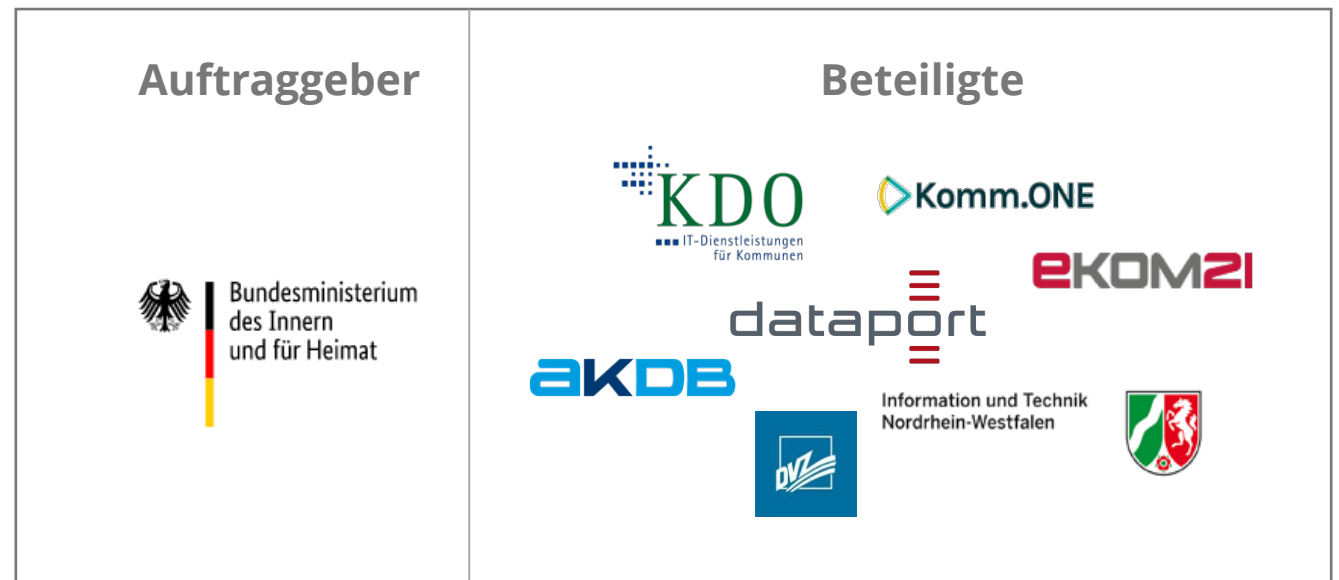 Auftraggeber
Bundesministerium
des Innern
und für Heimat
Beteiligte
KDO
IT-Dienstleistungen
für Kommunen
Komm.ONE
eKOM21
dataport
AKDB
Information und Technik
Nordrhein-Westfalen
DVZ